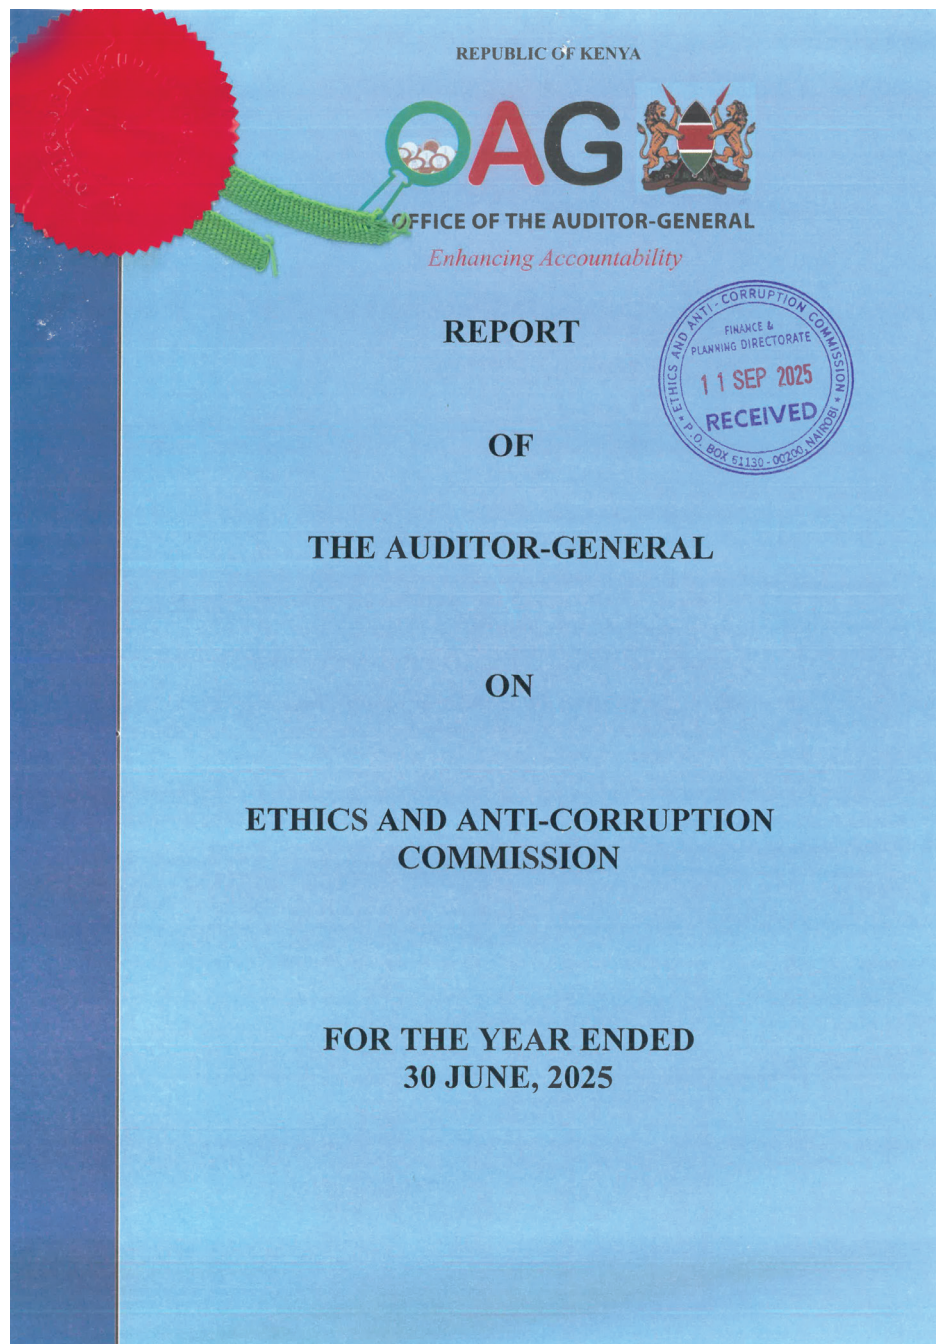 REPUBLIC OF KENYA
OAG
OFFICE OF THE AUDITOR-GENERAL
Enhancing Accountability
REPORT
ETHICS AND ANTI-CORRUPTION COMMISSION
FINANCE &
PLANNING DIRECTORATE
11 SEP 2025
RECEIVED
P.O. BOX 61130-00200, NAIROBI
OF
THE AUDITOR-GENERAL
ON
ETHICS AND ANTI-CORRUPTION
COMMISSION
FOR THE YEAR ENDED
30 JUNE, 2025